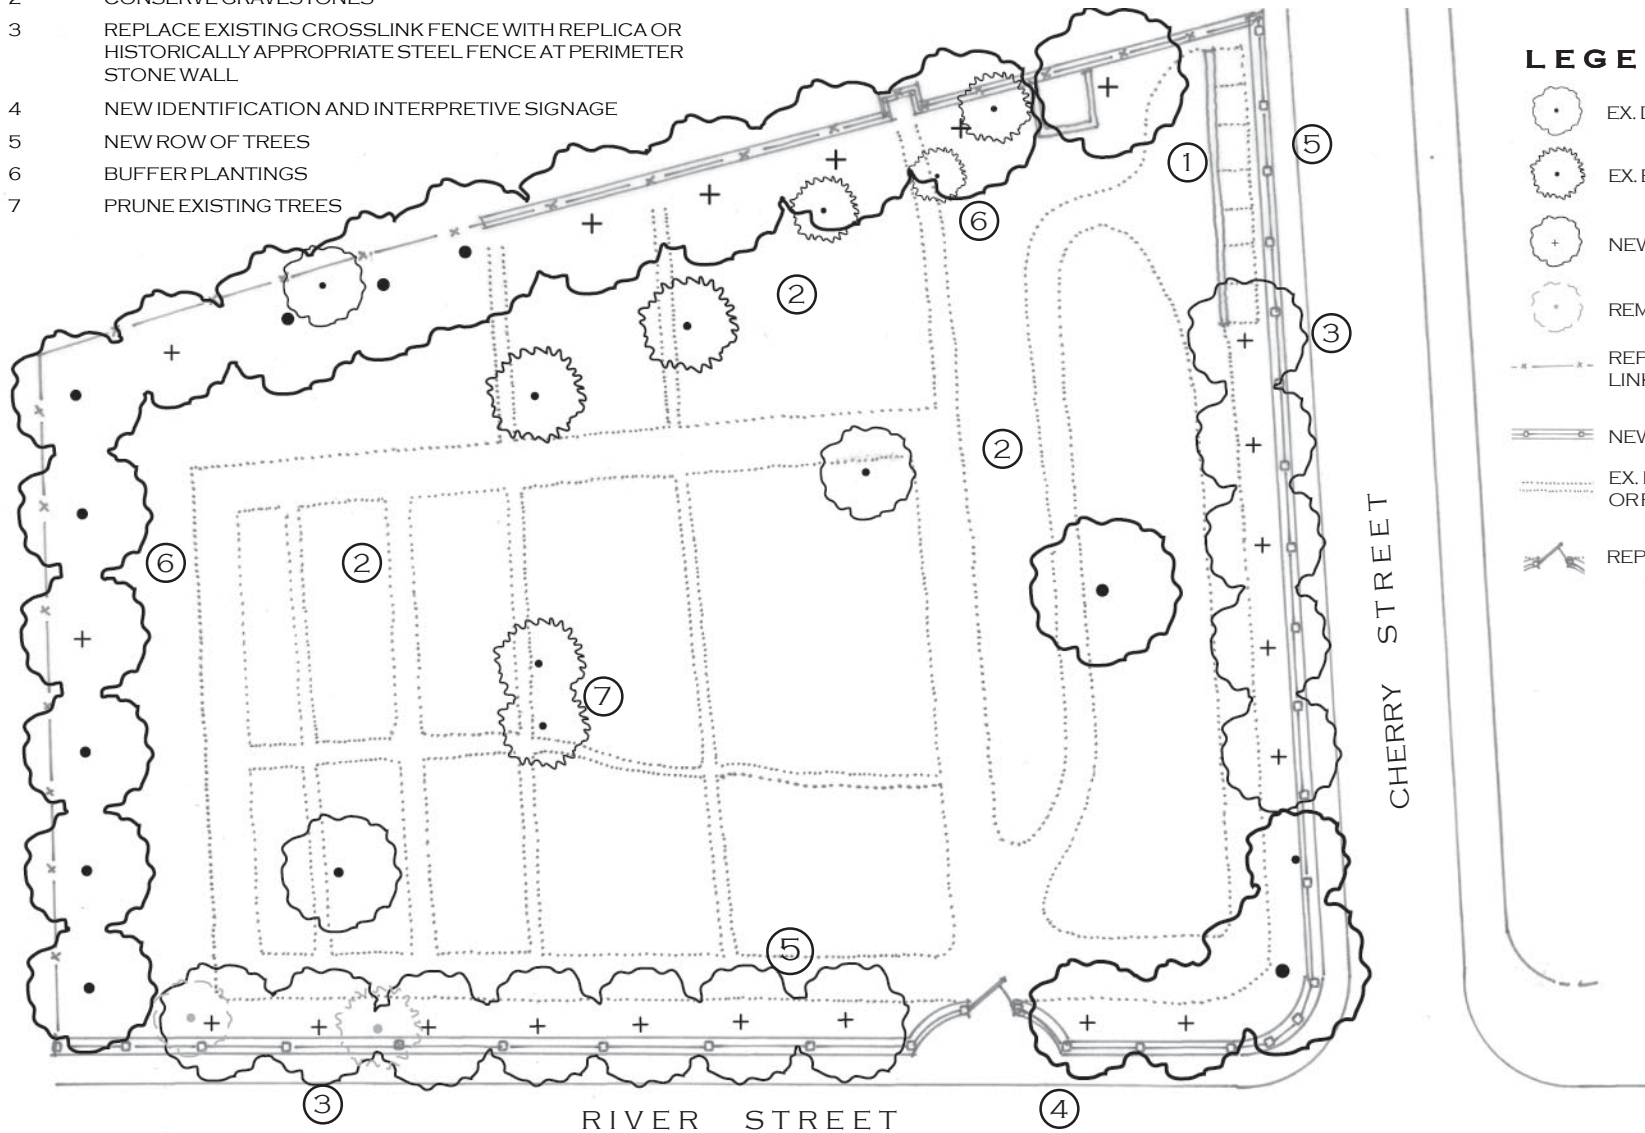 2 CONSERVE GRAVESTONES
3 REPLACE EXISTING CROSSLINK FENCE WITH REPLICA OR
HISTORICALLY APPROPRIATE STEEL FENCE AT PERIMETER
STONE WALL
4 NEW IDENTIFICATION AND INTERPRETIVE SIGNAGE
5 NEW ROW OF TREES
6 BUFFER PLANTINGS
7 PRUNE EXISTING TREES
LEGE
EX. D
EX. E
NEW
REM
REP
LINK
NEW
EX. 
OR
REP
1
5
6
2
3
2
6
2
7
5
3
4
CHERRY STREET
RIVER STREET